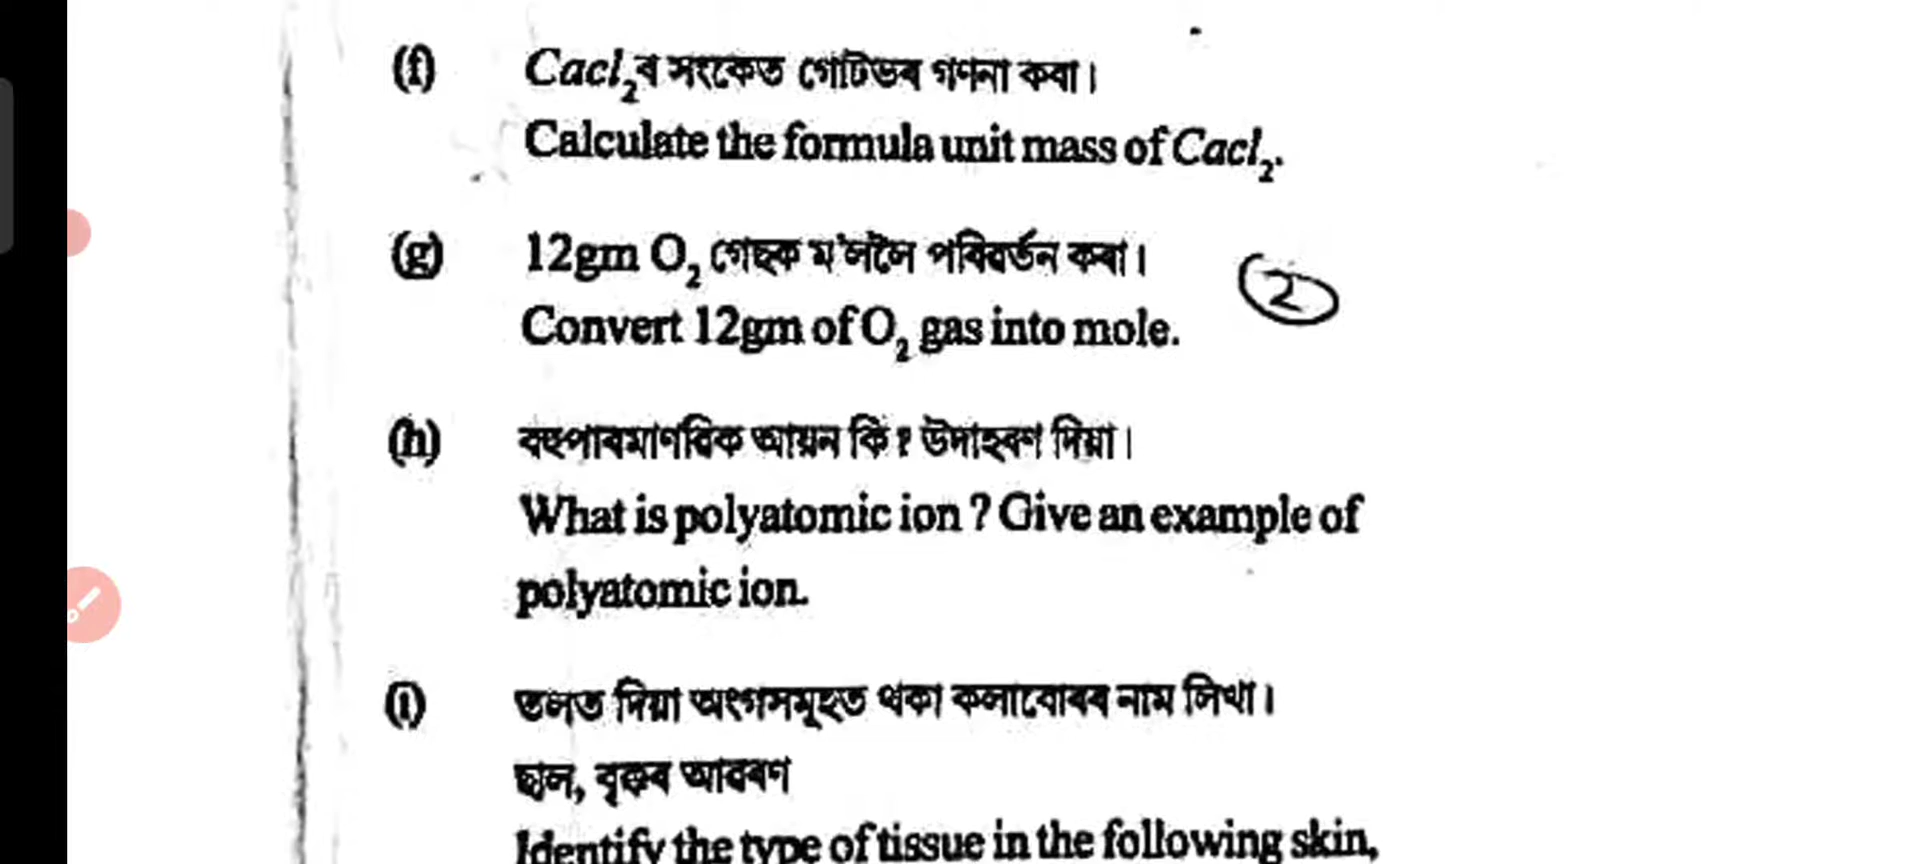 (f) Cacl₂ৰ সংকেত গোটভৰ গণনা কৰা।
Calculate the formula unit mass of Cacl₂.
(g) 12gm O₂ গেছক ম'ললৈ পৰিৱৰ্তন কৰা।
2
Convert 12gm of O₂ gas into mole.
(h) বহুপাৰমাণৱিক আয়ন কি? উদাহৰণ দিয়া।
What is polyatomic ion ? Give an example of
polyatomic ion.
(i) তলত দিয়া অংগসমূহত থকা কলাবোৰৰ নাম লিখা।
ছাল, বৃক্কৰ আৱৰণ
Identify the type of tissue in the following skin,